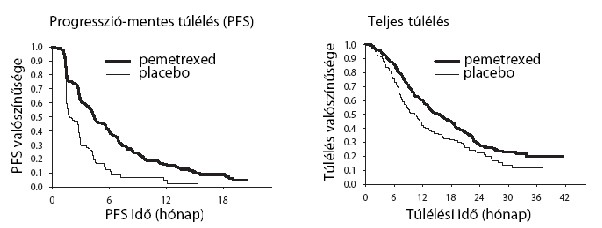 Progresszió-mentes túlélés (PFS)
PFS valószínűsége
1.0
0.9
0.8
0.7
0.6
0.5
0.4
0.3
0.2
0.1
0.0
pemetrexed
placebo
0 6 12 18
PFS Idő (hónap)
Teljes túlélés
Túlélés valószínűsége
1.0
0.9
0.8
0.7
0.6
0.5
0.4
0.3
0.2
0.1
0.0
pemetrexed
placebo
0 6 12 18 24 30 36 42
Túlélési Idő (hónap)